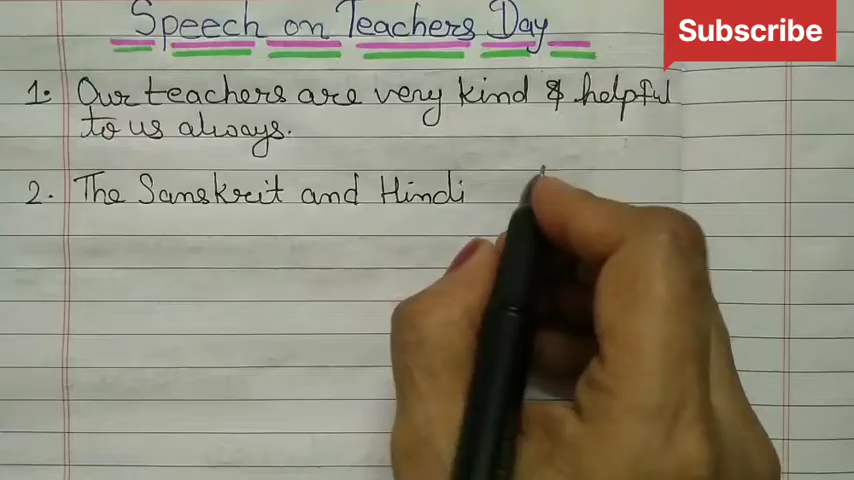 Speech on Teachers Day
Subscribe
1. Our teachers are very kind & helpful
to us always.
2. The Sanskrit and Hindi